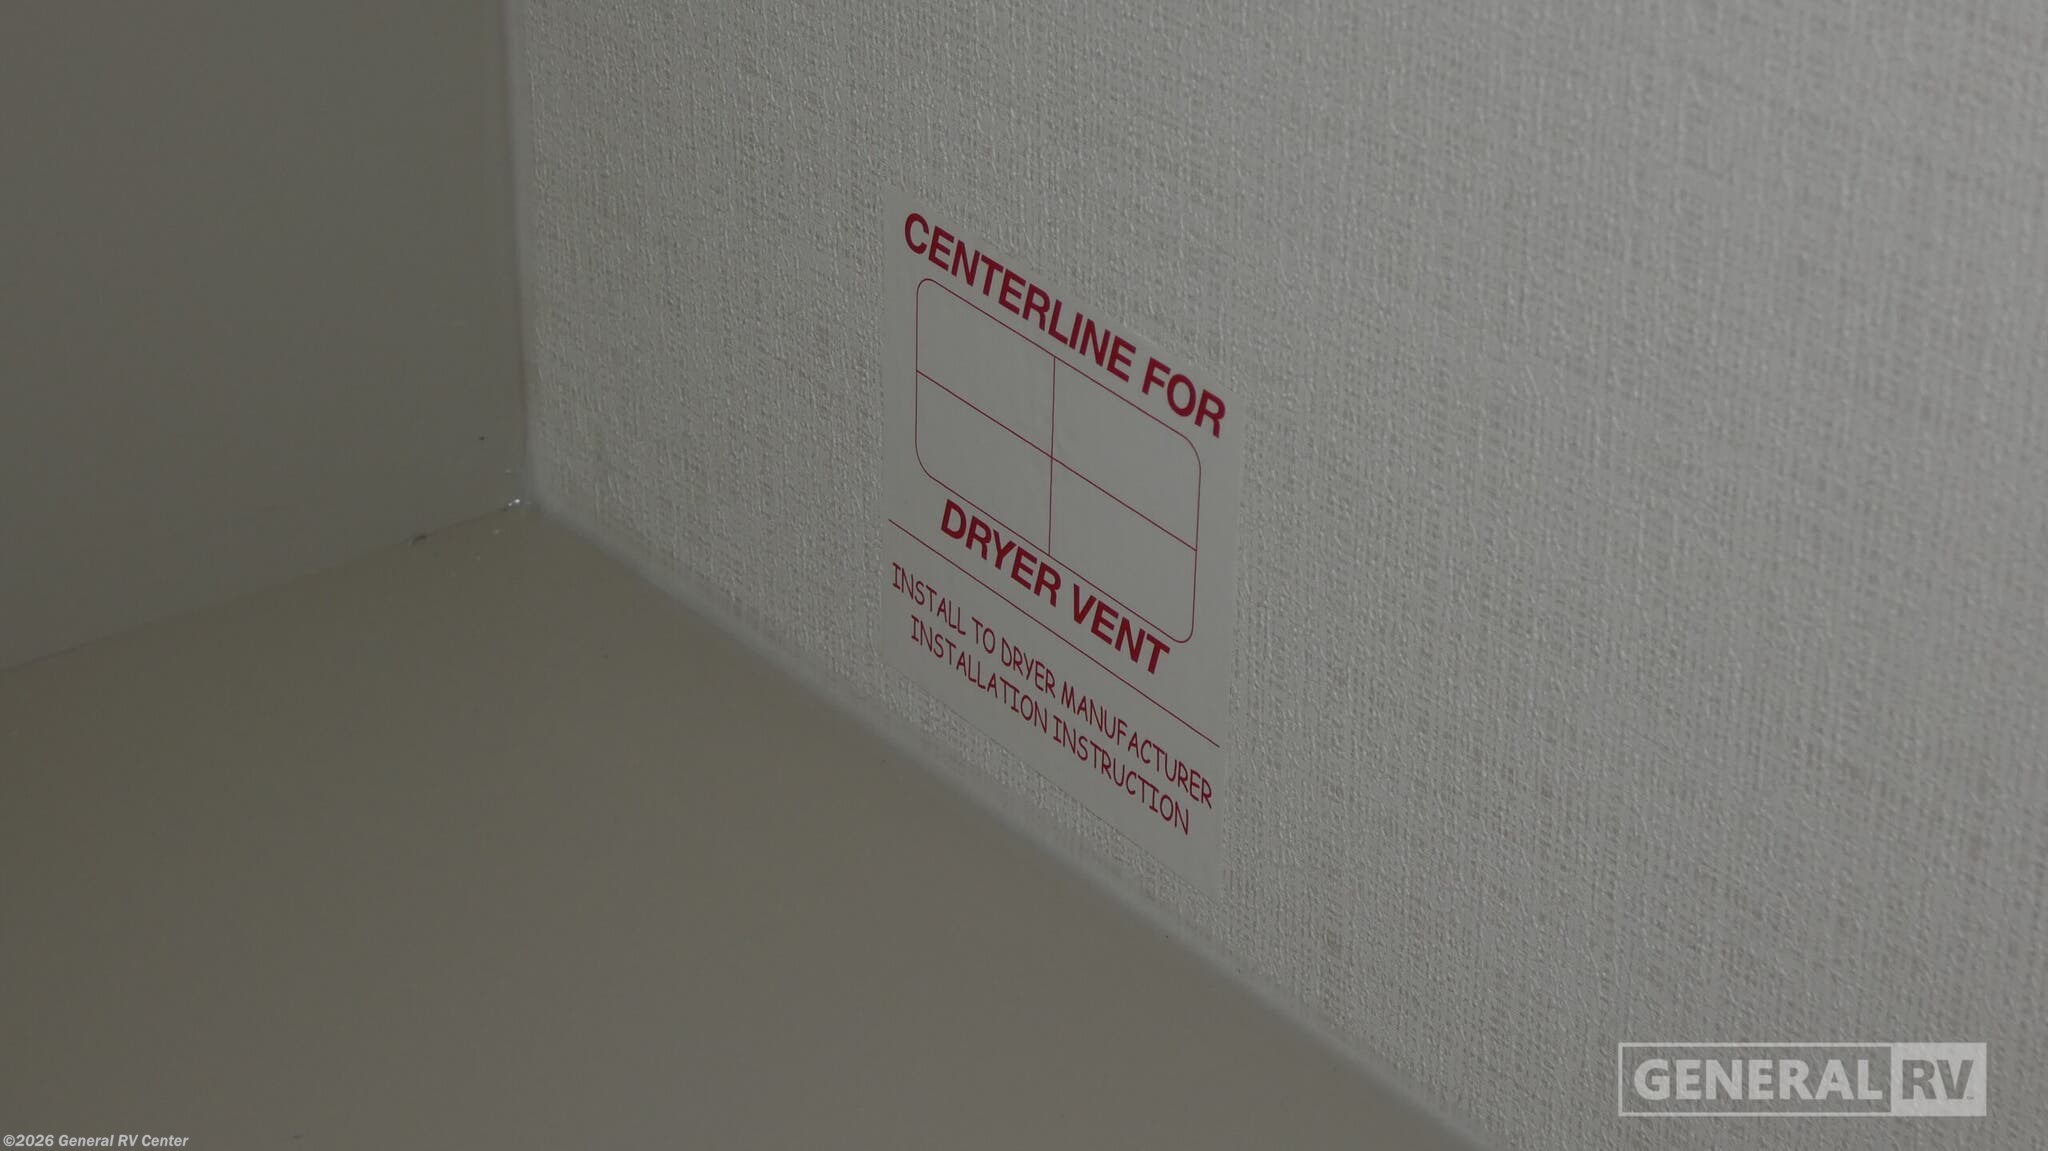 CENTERLINE FOR
DRYER VENT
INSTALL TO DRYER MANUFACTURER
INSTALLATION INSTRUCTION
GENERAL RV
©2026 General RV Center